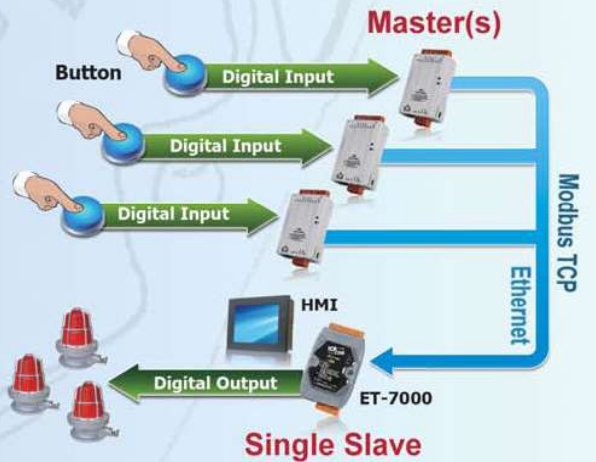 Master(s)
Button
Digital Input
Digital Input
Digital Input
Modbus TCP
Ethernet
HMI
Digital Output
ET-7000
Single Slave